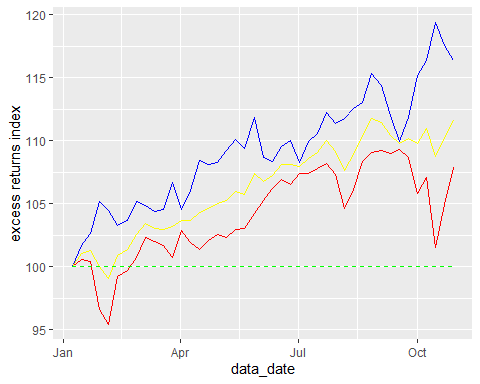 120
115
110
105
100
95
excess returns index
Jan Apr Jul Oct
data_date